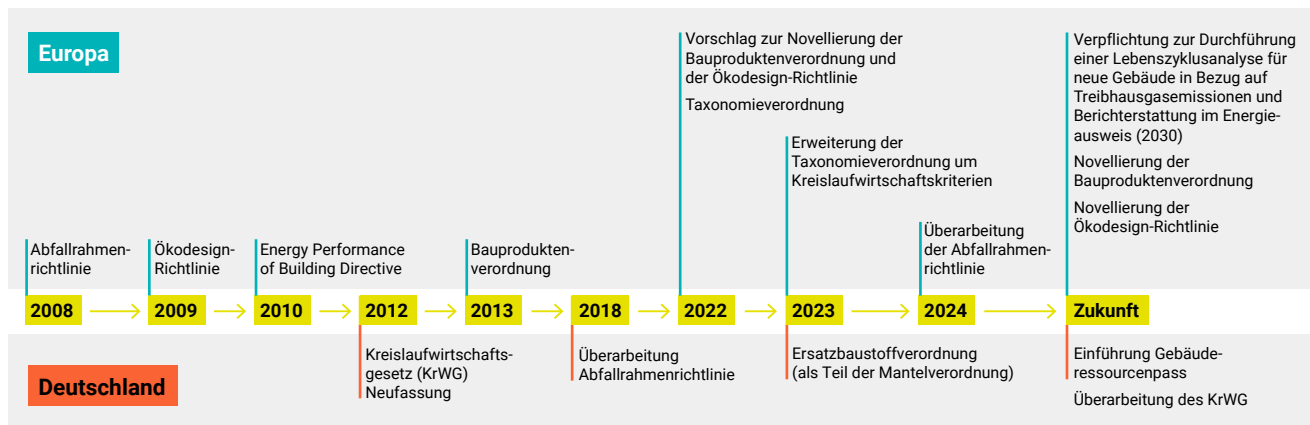 Europa
Vorschlag zur Novellierung der
Bauproduktenverordnung und
der Ökodesign-Richtlinie
Taxonomieverordnung
Verpflichtung zur Durchführung
einer Lebenszyklusanalyse für
neue Gebäude in Bezug auf
Treibhausgasemissionen und
Berichterstattung im Energie-
ausweis (2030)
Novellierung der
Bauproduktenverordnung
Novellierung der
Ökodesign-Richtlinie
Erweiterung der
Taxonomieverordnung um
Kreislaufwirtschaftskriterien
Abfallrahmen-
richtlinie
Ökodesign-
Richtlinie
Energy Performance
of Building Directive
Bauprodukten-
verordnung
Überarbeitung
der Abfallrahmen-
richtlinie
2008
2009
2010
2012
2013
2018
2022
2023
2024
Zukunft
Deutschland
Kreislaufwirtschafts-
gesetz (KrWG)
Neufassung
Überarbeitung
Abfallrahmenrichtlinie
Ersatzbaustoffverordnung
(als Teil der Mantelverordnung)
Einführung Gebäude-
ressourcenpass
Überarbeitung des KrWG